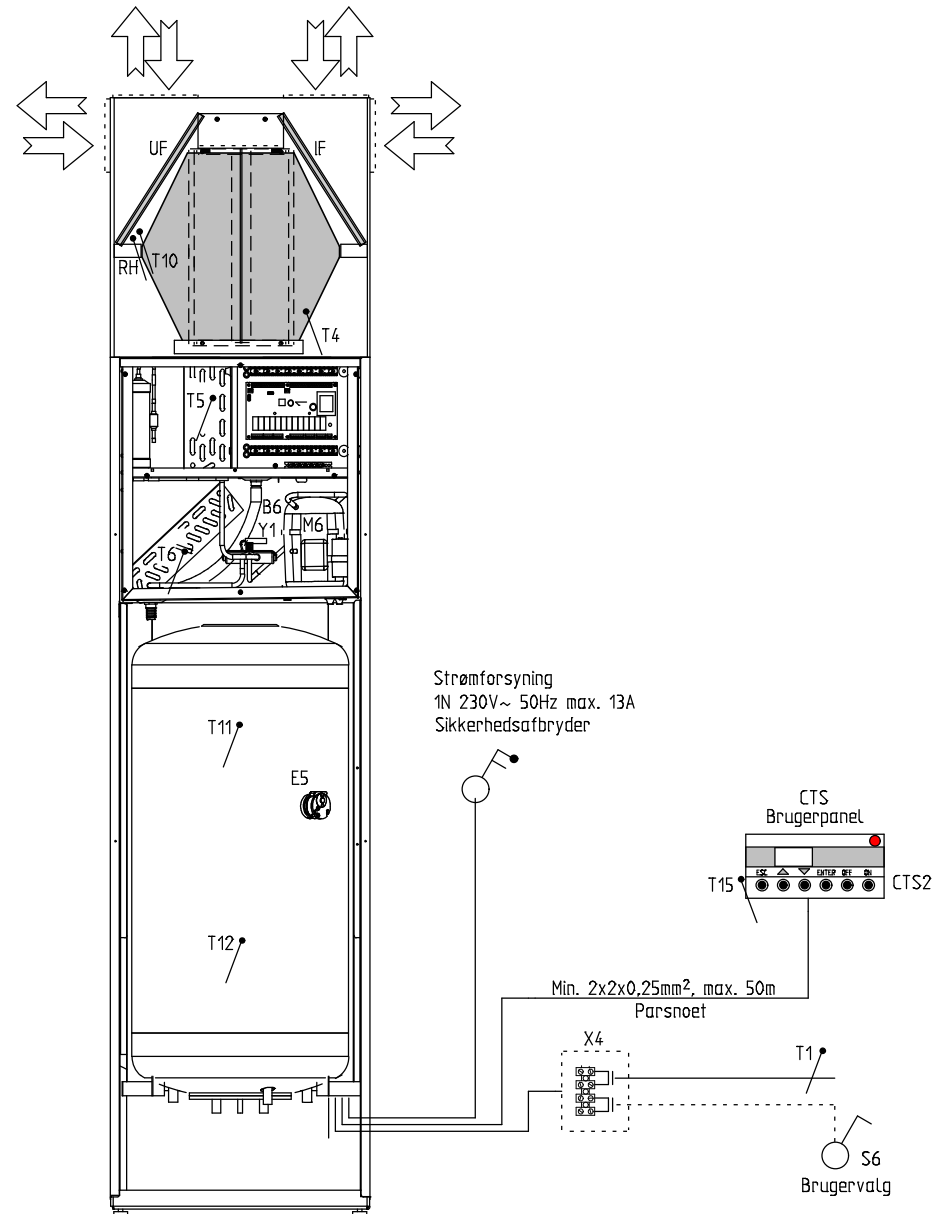 UF
IF
RH
T10
T4
T5
B6
Y1
M6
T6
T11
E5
T12
Strømforsyning
1N 230V~ 50Hz max. 13A
Sikkerhedsafbryder
CTS
Brugerpanel
ESC ENTER OFF ON
T15
CTS2
Min. 2x2x0,25mm², max. 50m
Parsnoet
X4
T1
S6
Brugervalg